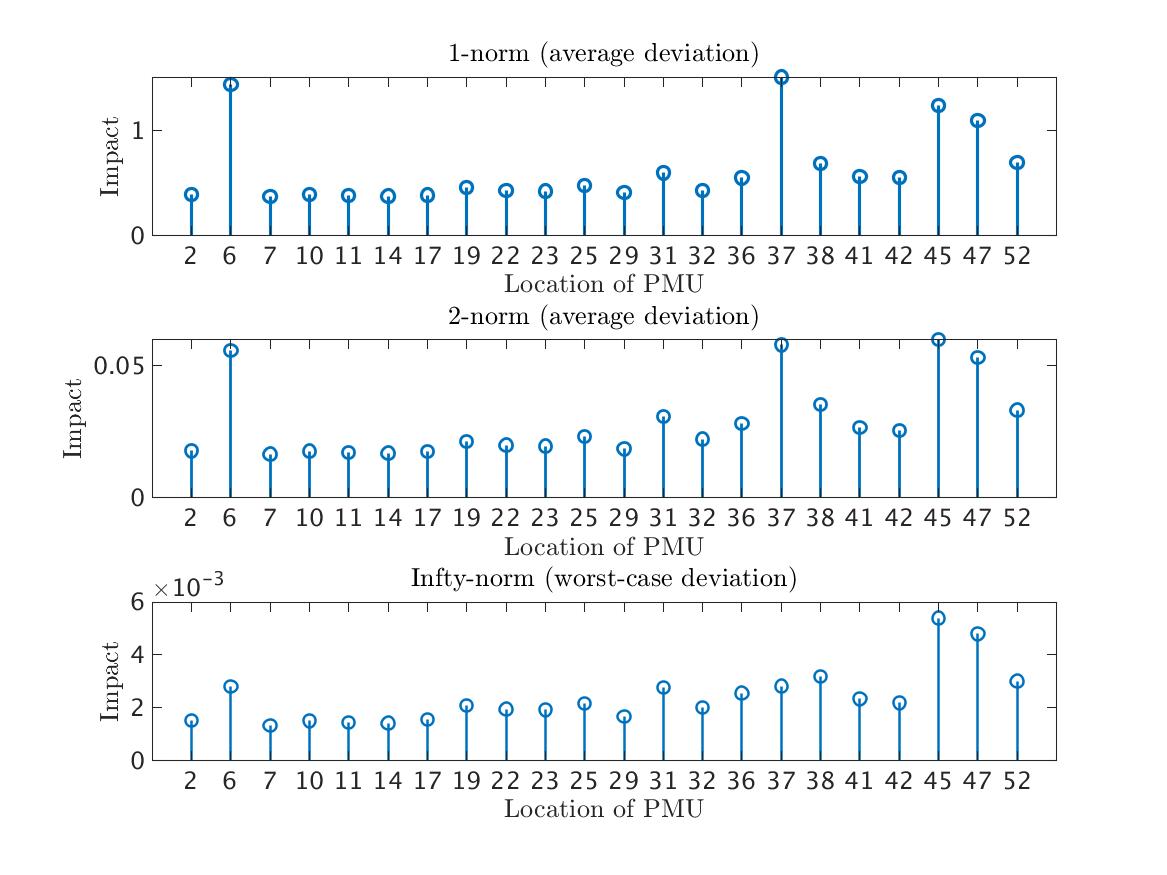 1-norm (average deviation)
Impact
1
0
2 6 7 10 11 14 17 19 22 23 25 29 31 32 36 37 38 41 42 45 47 52
Location of PMU
2-norm (average deviation)
Impact
0.05
0
2 6 7 10 11 14 17 19 22 23 25 29 31 32 36 37 38 41 42 45 47 52
Location of PMU
Infty-norm (worst-case deviation)
×10⁻³
Impact
6
4
2
0
2 6 7 10 11 14 17 19 22 23 25 29 31 32 36 37 38 41 42 45 47 52
Location of PMU